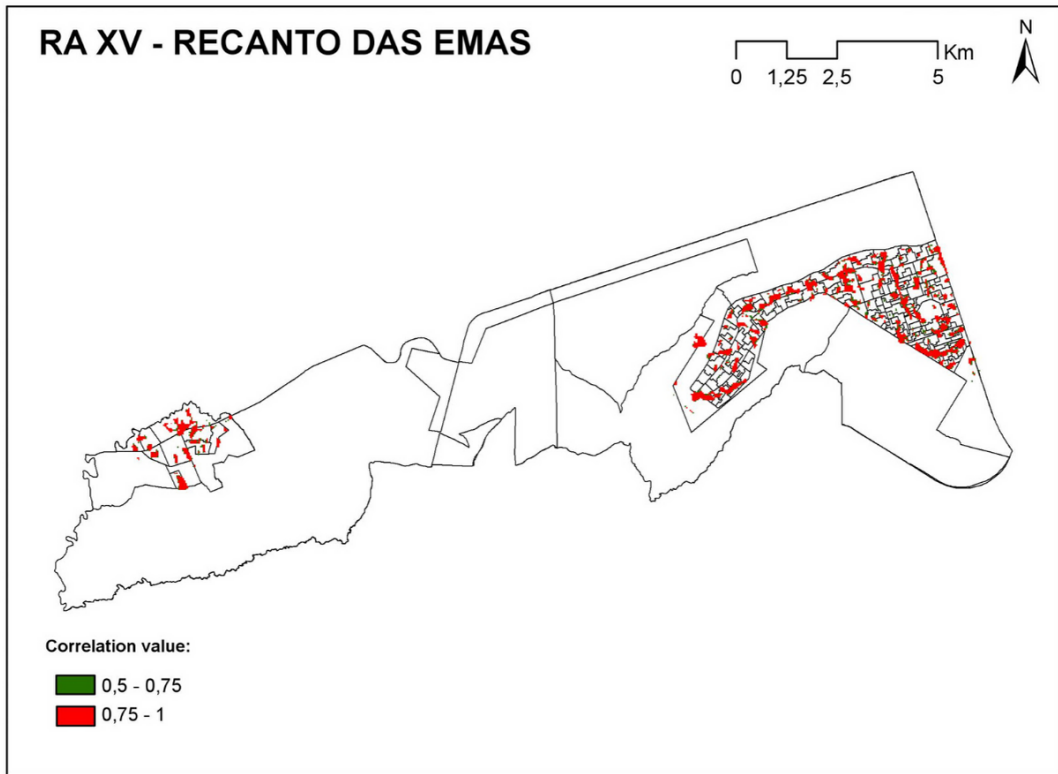 RA XV - RECANTO DAS EMAS
N
Km
0 1,25 2,5 5
Correlation value:
0,5 - 0,75
0,75 - 1